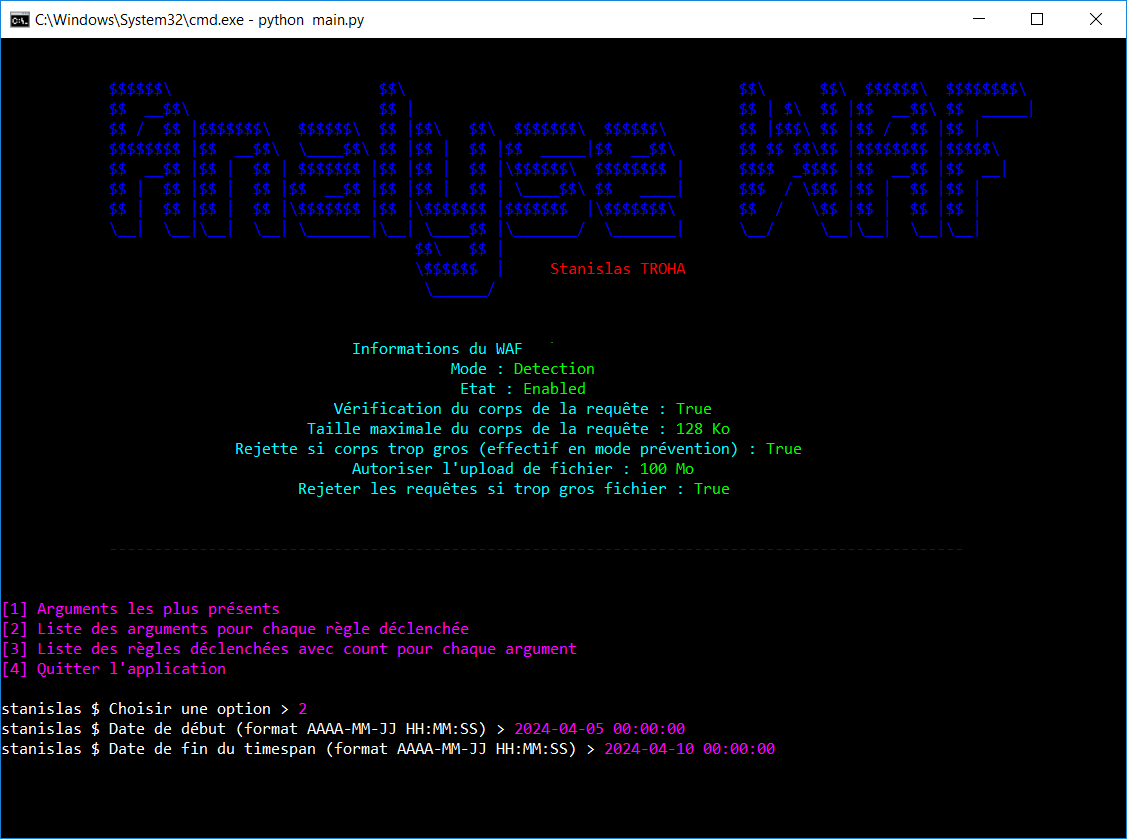 C:\Windows\System32\cmd.exe - python  main.py
Analyse WAF
Stanislas TROHA
Informations du WAF
Mode : Detection
Etat : Enabled
Vérification du corps de la requête : True
Taille maximale du corps de la requête : 128 Ko
Rejette si corps trop gros (effectif en mode prévention) : True
Autoriser l'upload de fichier : 100 Mo
Rejeter les requêtes si trop gros fichier : True
[1] Arguments les plus présents
[2] Liste des arguments pour chaque règle déclenchée
[3] Liste des règles déclenchées avec count pour chaque argument
[4] Quitter l'application
stanislas $ Choisir une option > 2
stanislas $ Date de début (format AAAA-MM-JJ HH:MM:SS) > 2024-04-05 00:00:00
stanislas $ Date de fin du timespan (format AAAA-MM-JJ HH:MM:SS) > 2024-04-10 00:00:00